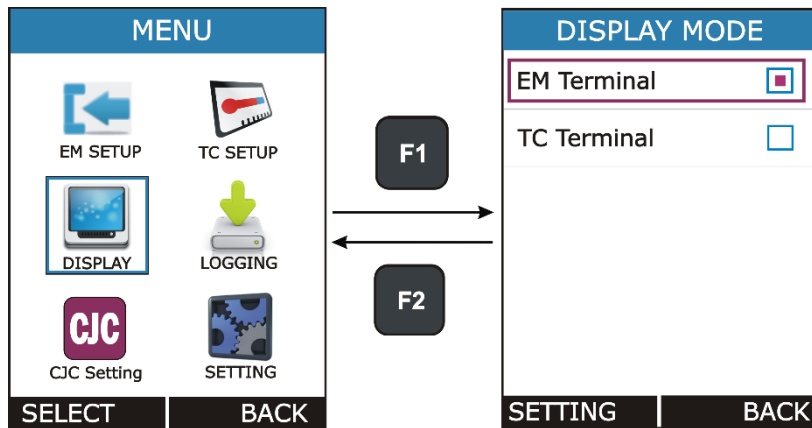 MENU
EM SETUP
TC SETUP
DISPLAY
LOGGING
CJC
CJC Setting
SETTING
SELECT
BACK
F1
F2
DISPLAY MODE
EM Terminal
TC Terminal
SETTING
BACK